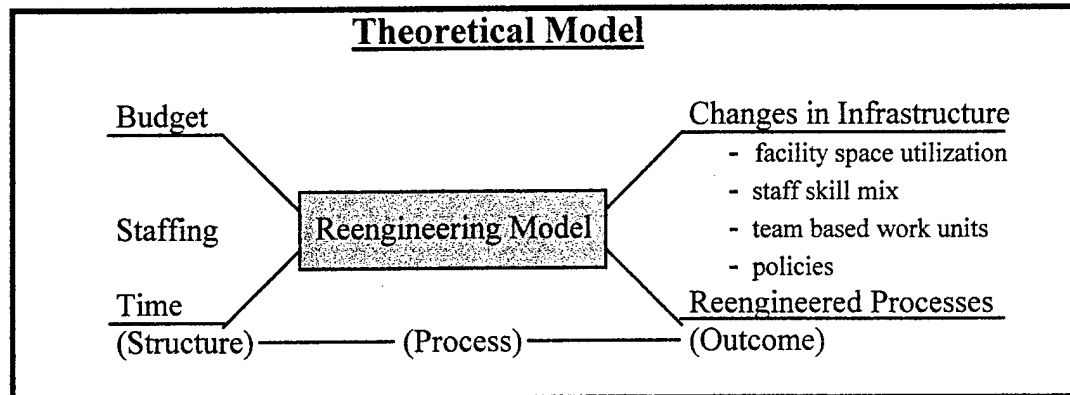 Theoretical Model
Budget
Staffing
Time
(Structure)
Reengineering Model
(Process)
Changes in Infrastructure
- facility space utilization
- staff skill mix
- team based work units
- policies
Reengineered Processes
(Outcome)